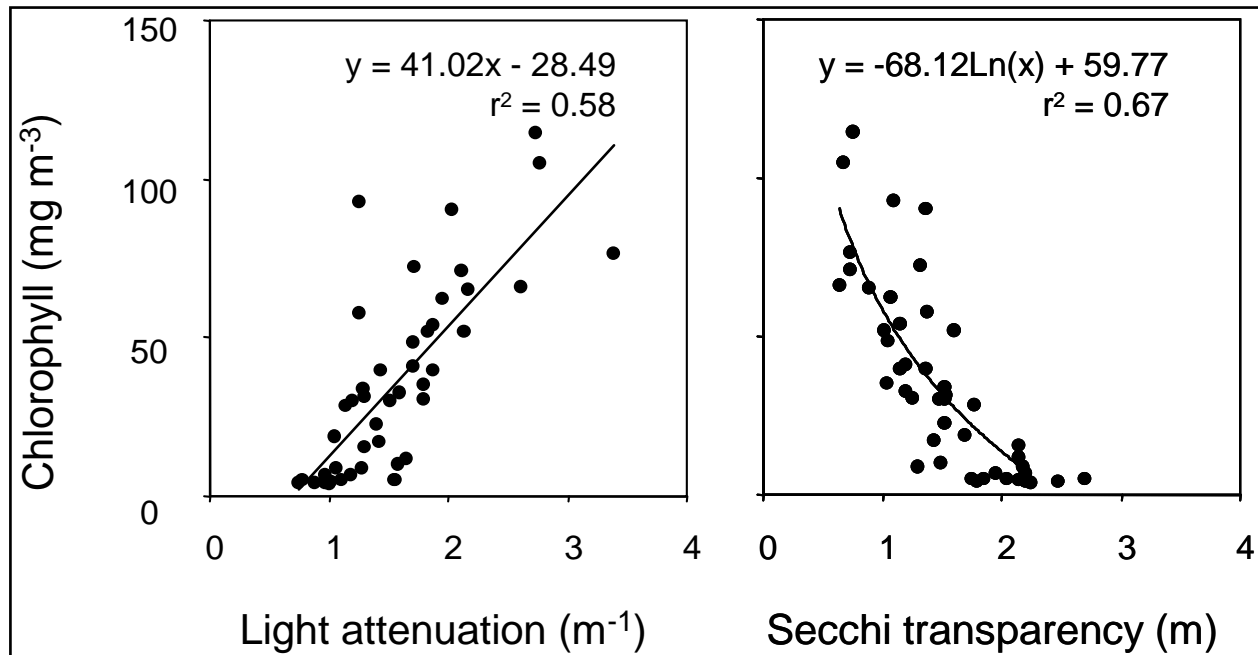 150
100
50
0
Chlorophyll (mg m-3)
y = 41.02x - 28.49
r2 = 0.58
0 1 2 3 4
Light attenuation (m-1)
y = -68.12Ln(x) + 59.77
r2 = 0.67
0 1 2 3 4
Secchi transparency (m)